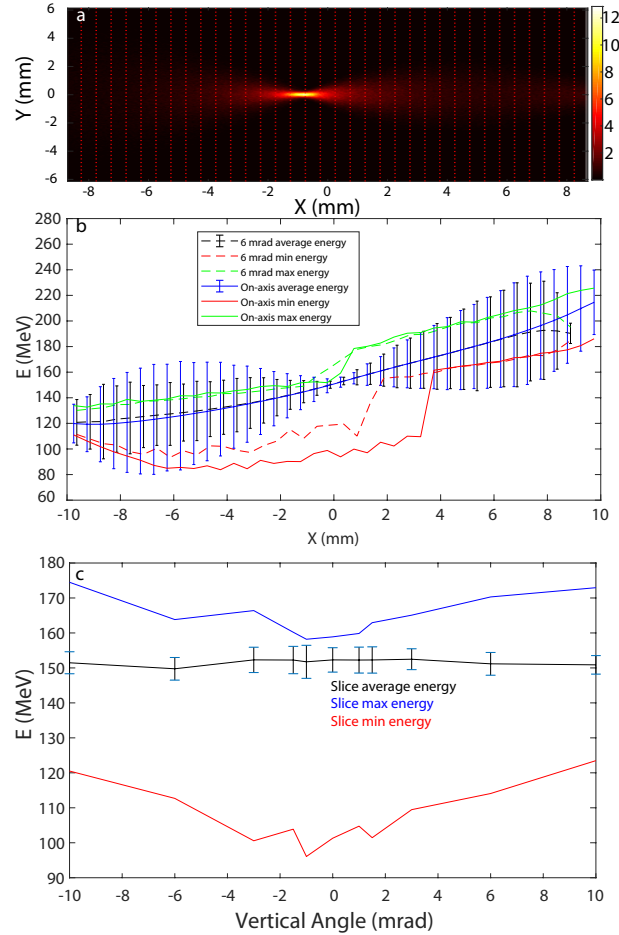 a
6
4
2
0
-2
-4
-6
Y (mm)
-8 -6 -4 -2 0 2 4 6 8
X (mm)
12
10
8
6
4
2
b
280
260
240
220
200
180
160
140
120
100
80
60
E (MeV)
6 mrad average energy
6 mrad min energy
6 mrad max energy
On-axis average energy
On-axis min energy
On-axis max energy
-10 -8 -6 -4 -2 0 2 4 6 8 10
X (mm)
c
180
170
160
150
140
130
120
110
100
90
E (MeV)
Slice average energy
Slice max energy
Slice min energy
-10 -8 -6 -4 -2 0 2 4 6 8 10
Vertical Angle (mrad)